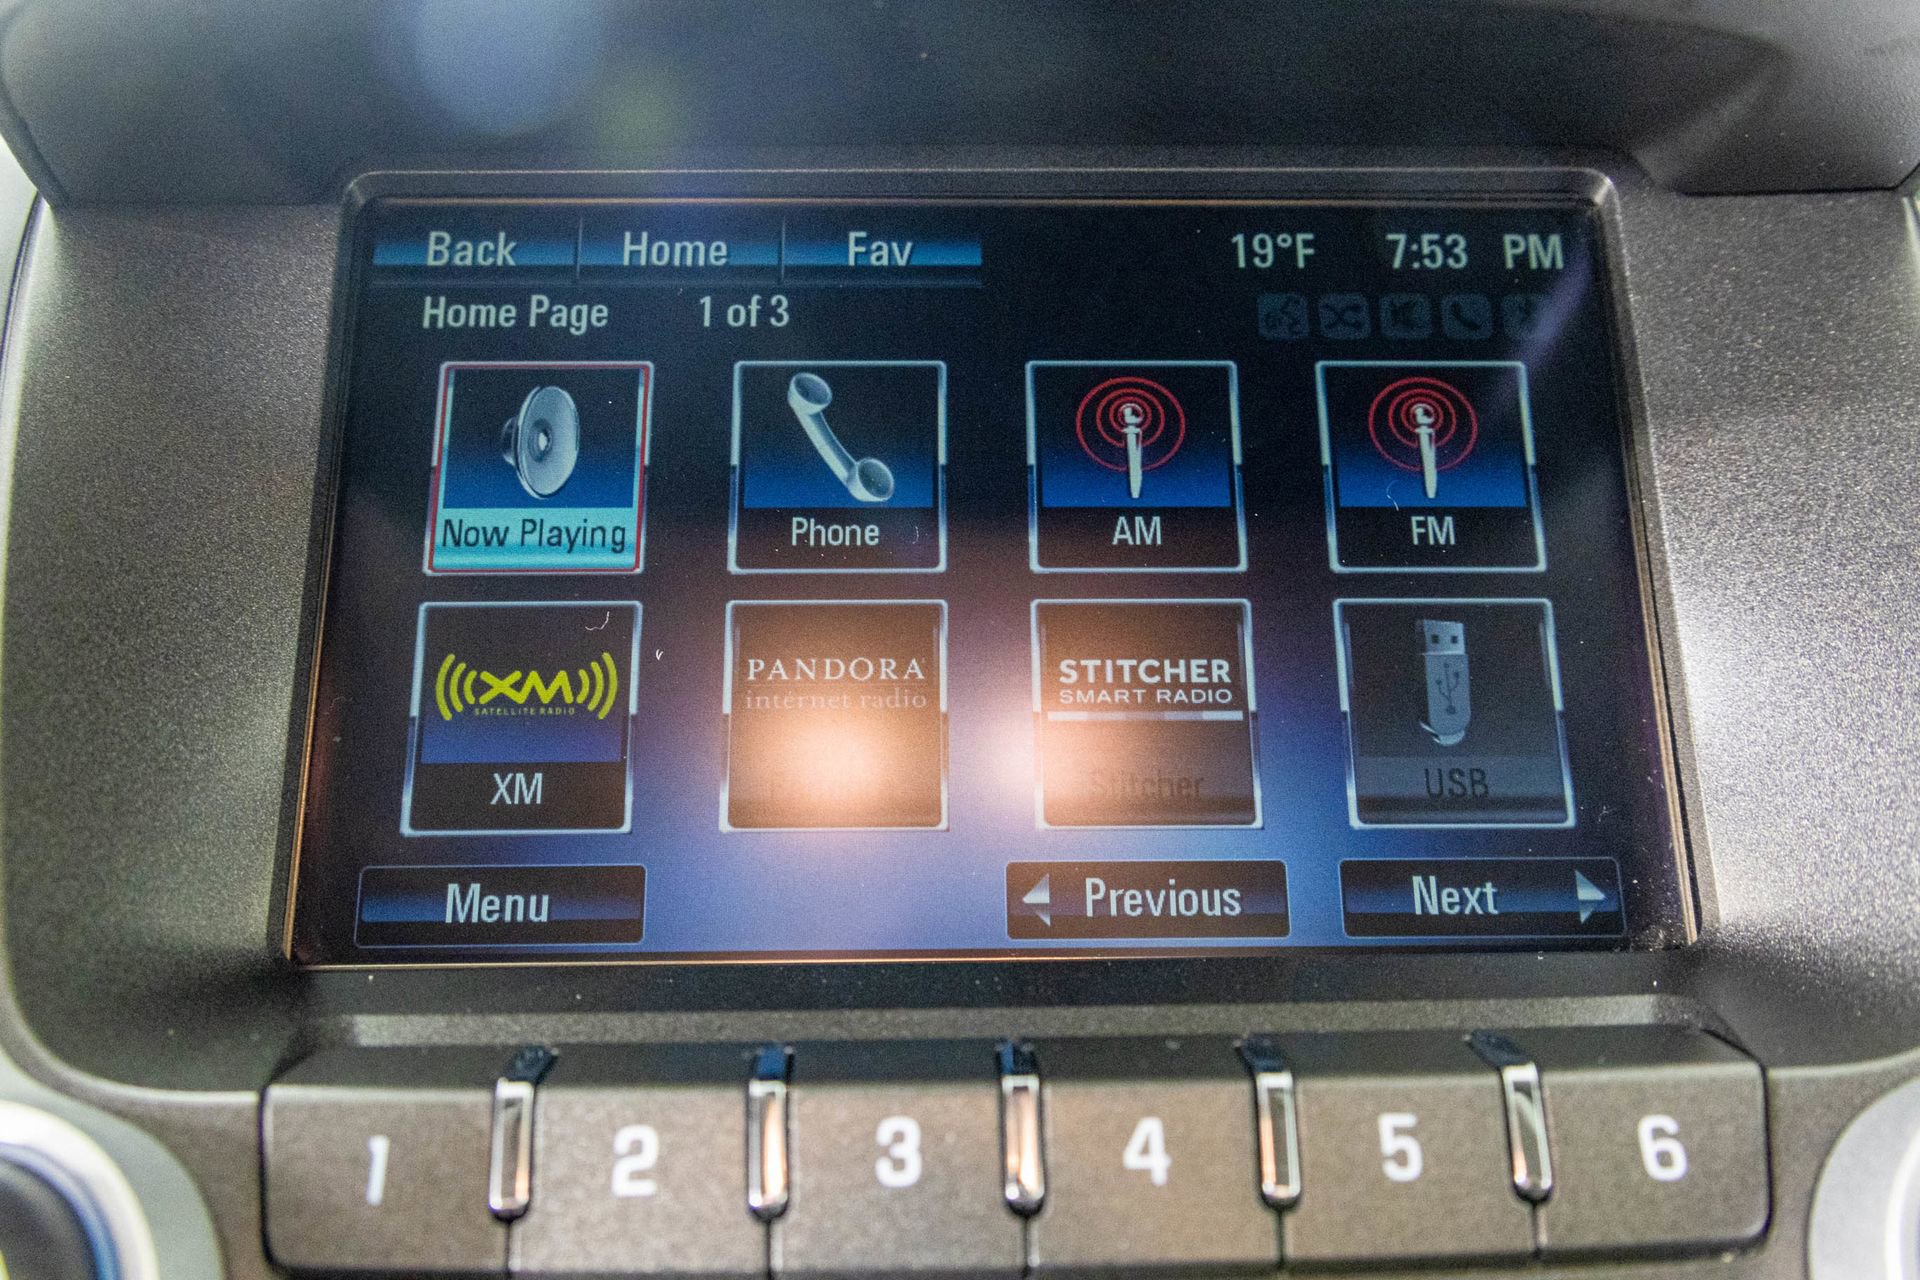 Back Home Fav 19°F 7:53 PM
Home Page 1 of 3
Now Playing Phone AM FM
XM
SATELLITE RADIO
PANDORA
internet radio
STITCHER
SMART RADIO
XM Stitcher USB
Menu Previous Next
1 2 3 4 5 6